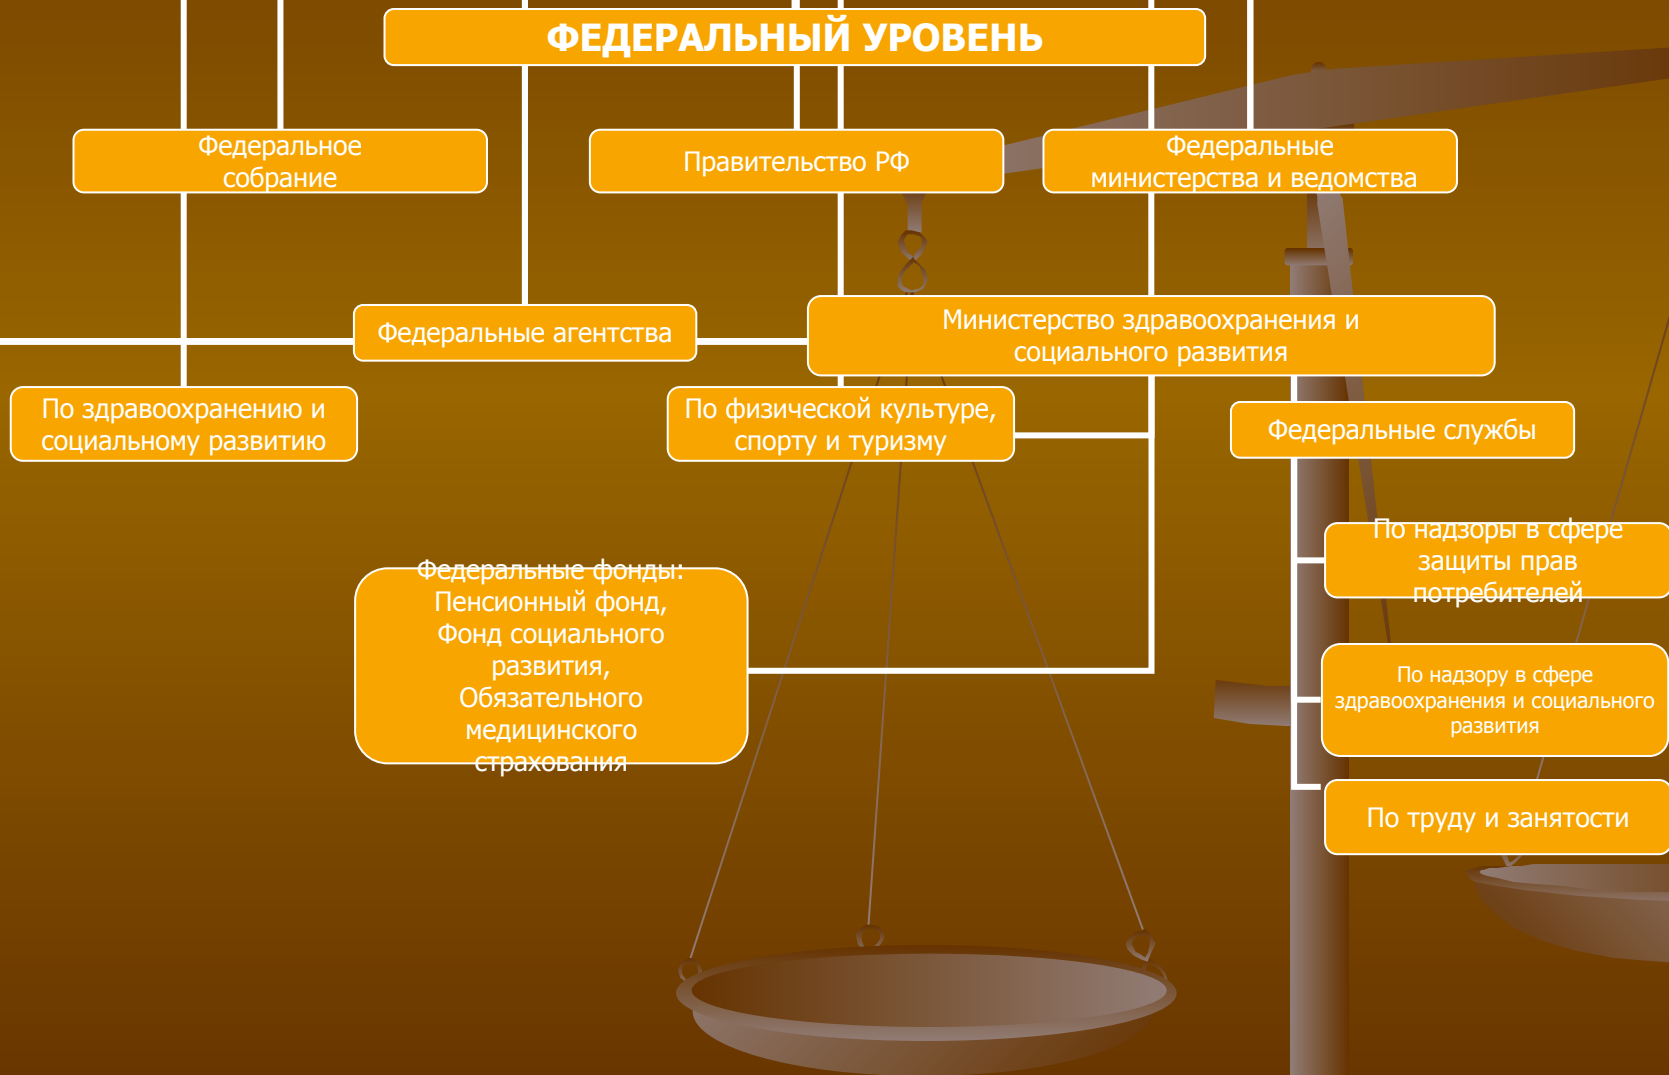 ФЕДЕРАЛЬНЫЙ УРОВЕНЬ
Федеральное
собрание
Правительство РФ
Федеральные
министерства и ведомства
Федеральные агентства
Министерство здравоохранения и
социального развития
По здравоохранению и
социальному развитию
По физической культуре,
спорту и туризму
Федеральные службы
По надзоры в сфере
защиты прав
потребителей
Федеральные фонды:
Пенсионный фонд,
Фонд социального
развития,
Обязательного
медицинского
страхования
По надзору в сфере
здравоохранения и социального
развития
По труду и занятости